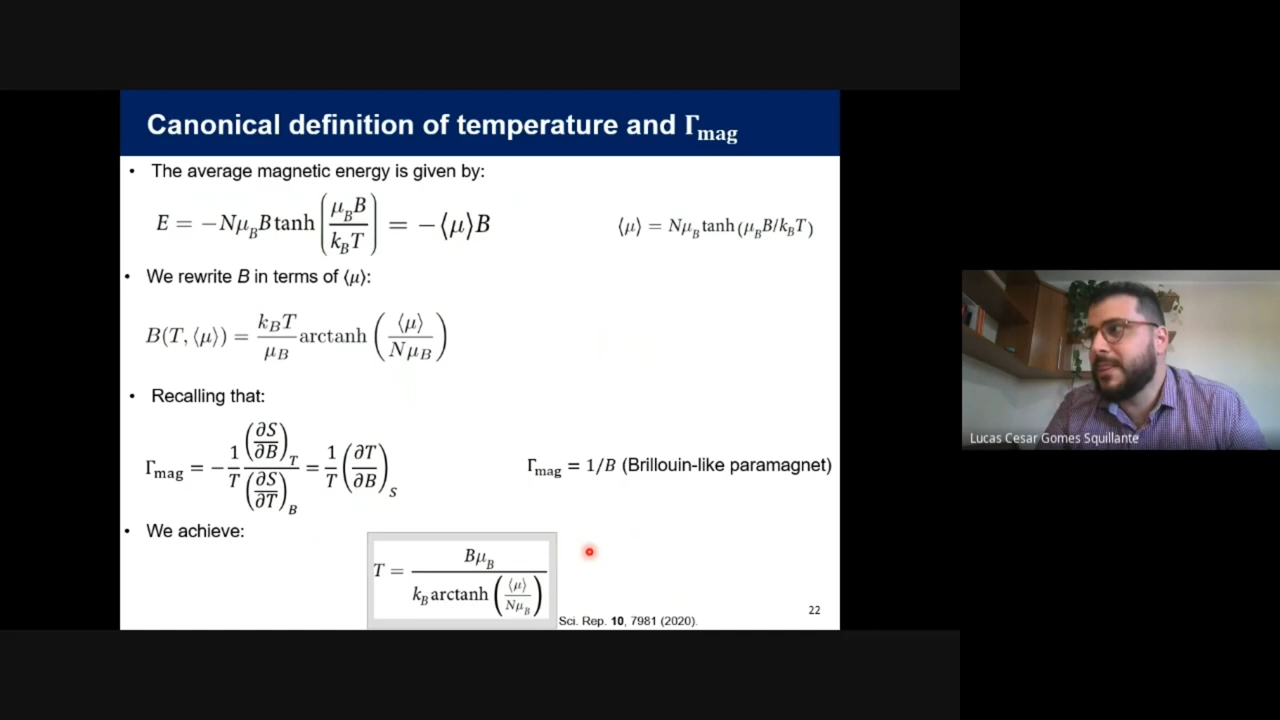 Canonical definition of temperature and Γmag
• The average magnetic energy is given by:
E = −Nμ_B B tanh(μ_B B / k_B T) = −⟨μ⟩B
⟨μ⟩ = Nμ_B tanh(μ_B B/k_B T)
• We rewrite B in terms of ⟨μ⟩:
B(T, ⟨μ⟩) = k_B T / μ_B arctanh(⟨μ⟩ / Nμ_B)
• Recalling that:
Γmag = −1/T (∂S/∂B)_T / (∂S/∂T)_B = 1/T (∂T/∂B)_S
Γmag = 1/B (Brillouin-like paramagnet)
• We achieve:
T = Bμ_B / k_B arctanh(⟨μ⟩ / Nμ_B)
Sci. Rep. 10, 7981 (2020).
22
Lucas Cesar Gomes Squillante